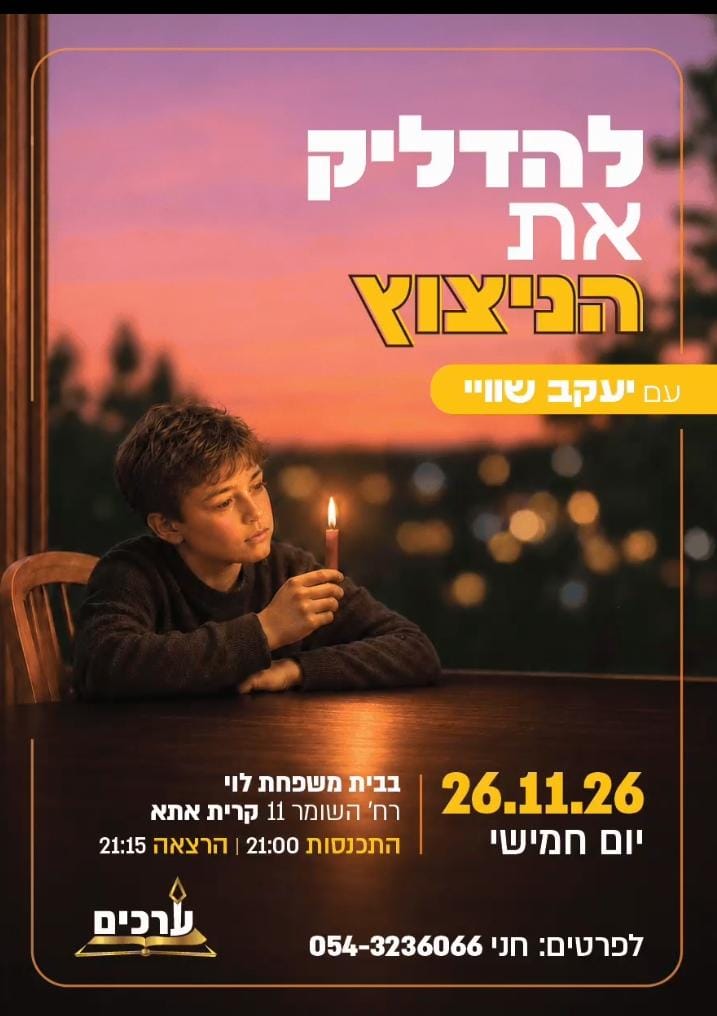 להדליק
את
הניצוץ
עם יעקב שוויי
26.11.26
יום חמישי
בבית משפחת לוי
רח' השומר 11 קרית אתא
התכנסות 21:00 | הרצאה 21:15
לפרטים: חני 054-3236066
ערכים